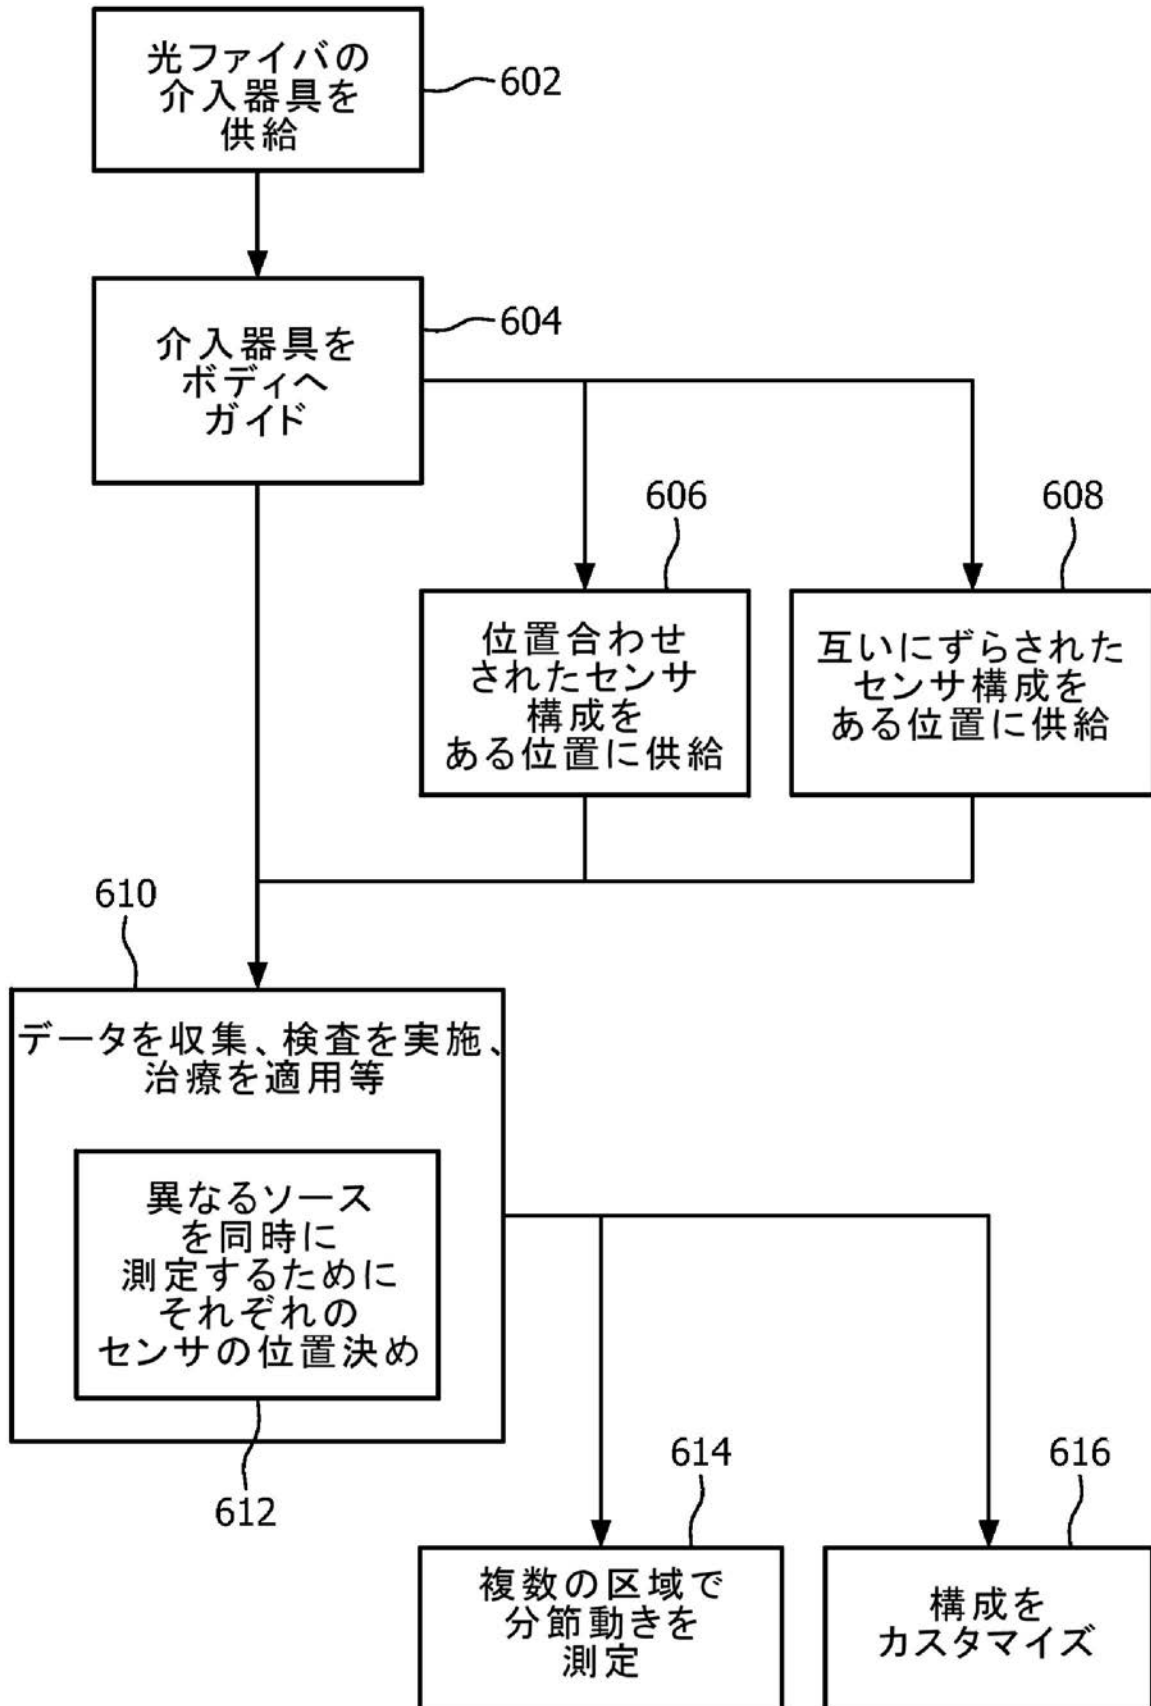 光ファイバの
介入器具を
供給
602
介入器具を
ボディへ
ガイド
604
606
位置合わせ
されたセンサ
構成を
ある位置に供給
608
互いにずらされた
センサ構成を
ある位置に供給
610
データを収集、検査を実施、
治療を適用等
異なるソース
を同時に
測定するために
それぞれの
センサの位置決め
612
614
複数の区域で
分節動きを
測定
616
構成を
カスタマイズ